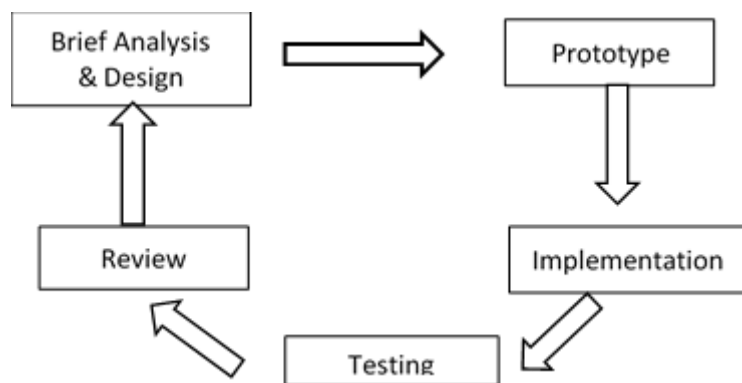 Brief Analysis
& Design
Prototype
Implementation
Testing
Review